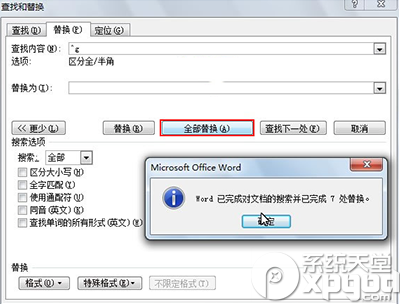 查找和替换
查找(D) 替换(P) 定位(G)
查找内容(N): ^g
选项: 区分全/半角
替换为(I):
<< 更少(L) 替换(R) 全部替换(A) 查找下一处(F) 取消
搜索选项
搜索: 全部
区分大小写(H)
全字匹配(Y)
使用通配符(U)
同音(英文)(K)
查找单词的所有形式(英文)(W)
Microsoft Office Word
Word 已完成对文档的搜索并已完成 7 处替换。
确定
替换
格式(O) 特殊格式(E) 不限定格式(T)
系统天堂
xpgod